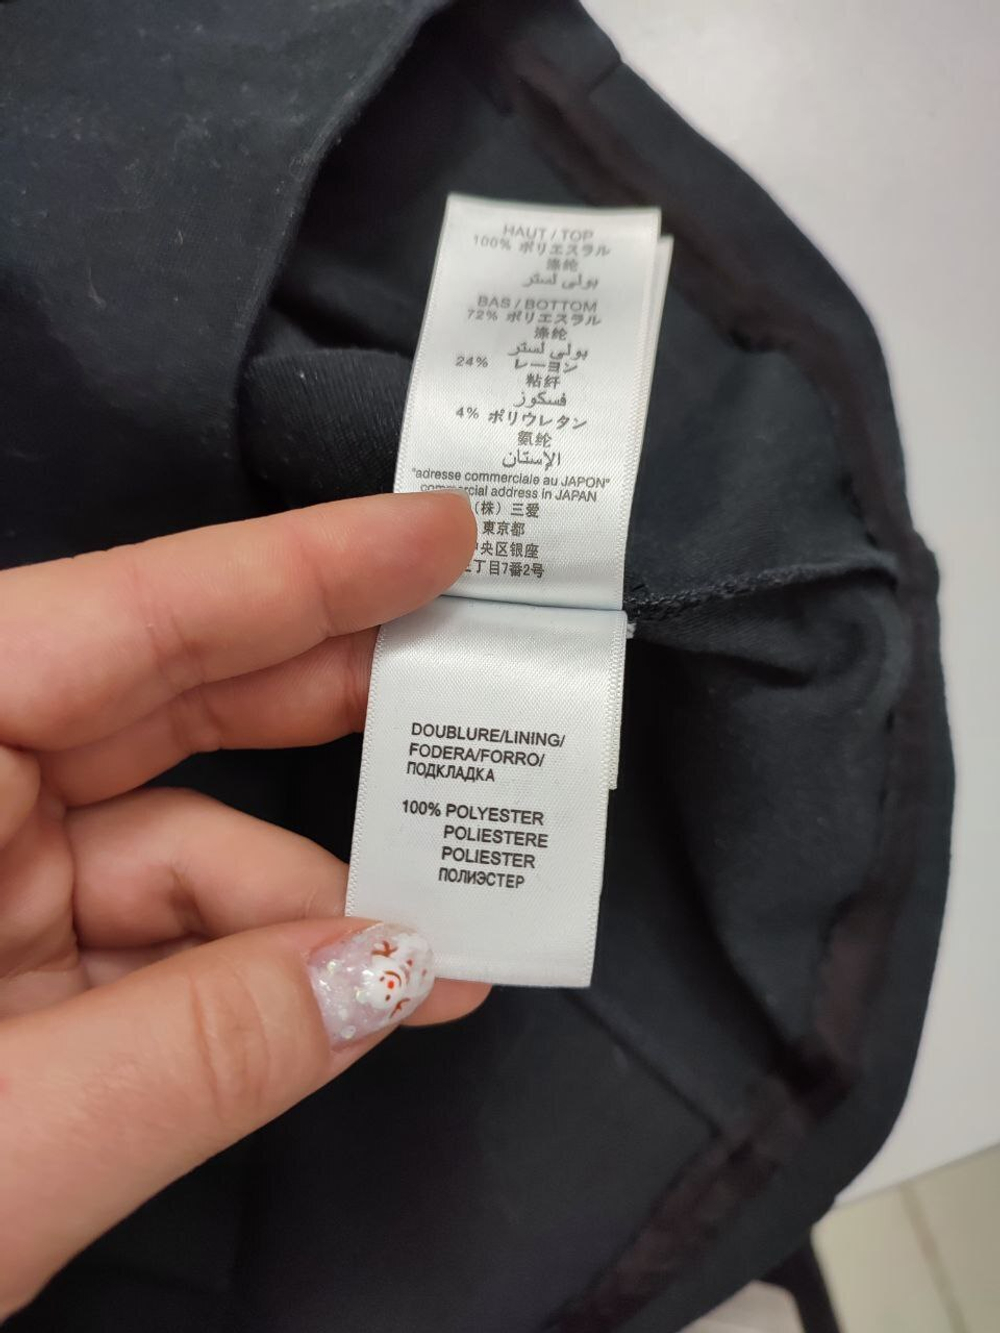 HAUT / TOP
100% ポリエスラル
涤纶
بولی لستر
BAS / BOTTOM
72% ポリエスラル
涤纶
بولی لستر
24% レーヨン
粘纤
فسكوز
4% ポリウレタン
氨纶
الإستان
"adresse commerciale au JAPON"
commercial address in JAPAN
(株) 三爱
東京都
中央区银座
丁目7番2号
DOUBLURE/LINING/
FODERA/FORRO/
ПОДКЛАДКА
100% POLYESTER
POLIESTERE
POLIESTER
ПОЛИЭСТЕР